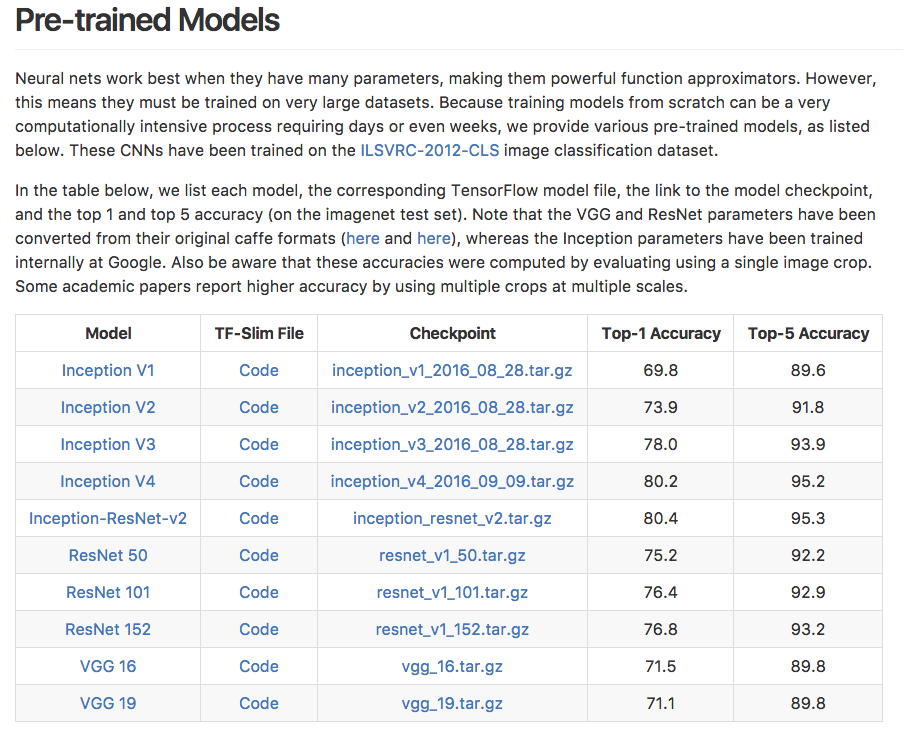 Pre-trained Models
Neural nets work best when they have many parameters, making them powerful function approximators. However,
this means they must be trained on very large datasets. Because training models from scratch can be a very
computationally intensive process requiring days or even weeks, we provide various pre-trained models, as listed
below. These CNNs have been trained on the ILSVRC-2012-CLS image classification dataset.
In the table below, we list each model, the corresponding TensorFlow model file, the link to the model checkpoint,
and the top 1 and top 5 accuracy (on the imagenet test set). Note that the VGG and ResNet parameters have been
converted from their original caffe formats (here and here), whereas the Inception parameters have been trained
internally at Google. Also be aware that these accuracies were computed by evaluating using a single image crop.
Some academic papers report higher accuracy by using multiple crops at multiple scales.
Model TF-Slim File Checkpoint Top-1 Accuracy Top-5 Accuracy
Inception V1 Code inception_v1_2016_08_28.tar.gz 69.8 89.6
Inception V2 Code inception_v2_2016_08_28.tar.gz 73.9 91.8
Inception V3 Code inception_v3_2016_08_28.tar.gz 78.0 93.9
Inception V4 Code inception_v4_2016_09_09.tar.gz 80.2 95.2
Inception-ResNet-v2 Code inception_resnet_v2.tar.gz 80.4 95.3
ResNet 50 Code resnet_v1_50.tar.gz 75.2 92.2
ResNet 101 Code resnet_v1_101.tar.gz 76.4 92.9
ResNet 152 Code resnet_v1_152.tar.gz 76.8 93.2
VGG 16 Code vgg_16.tar.gz 71.5 89.8
VGG 19 Code vgg_19.tar.gz 71.1 89.8